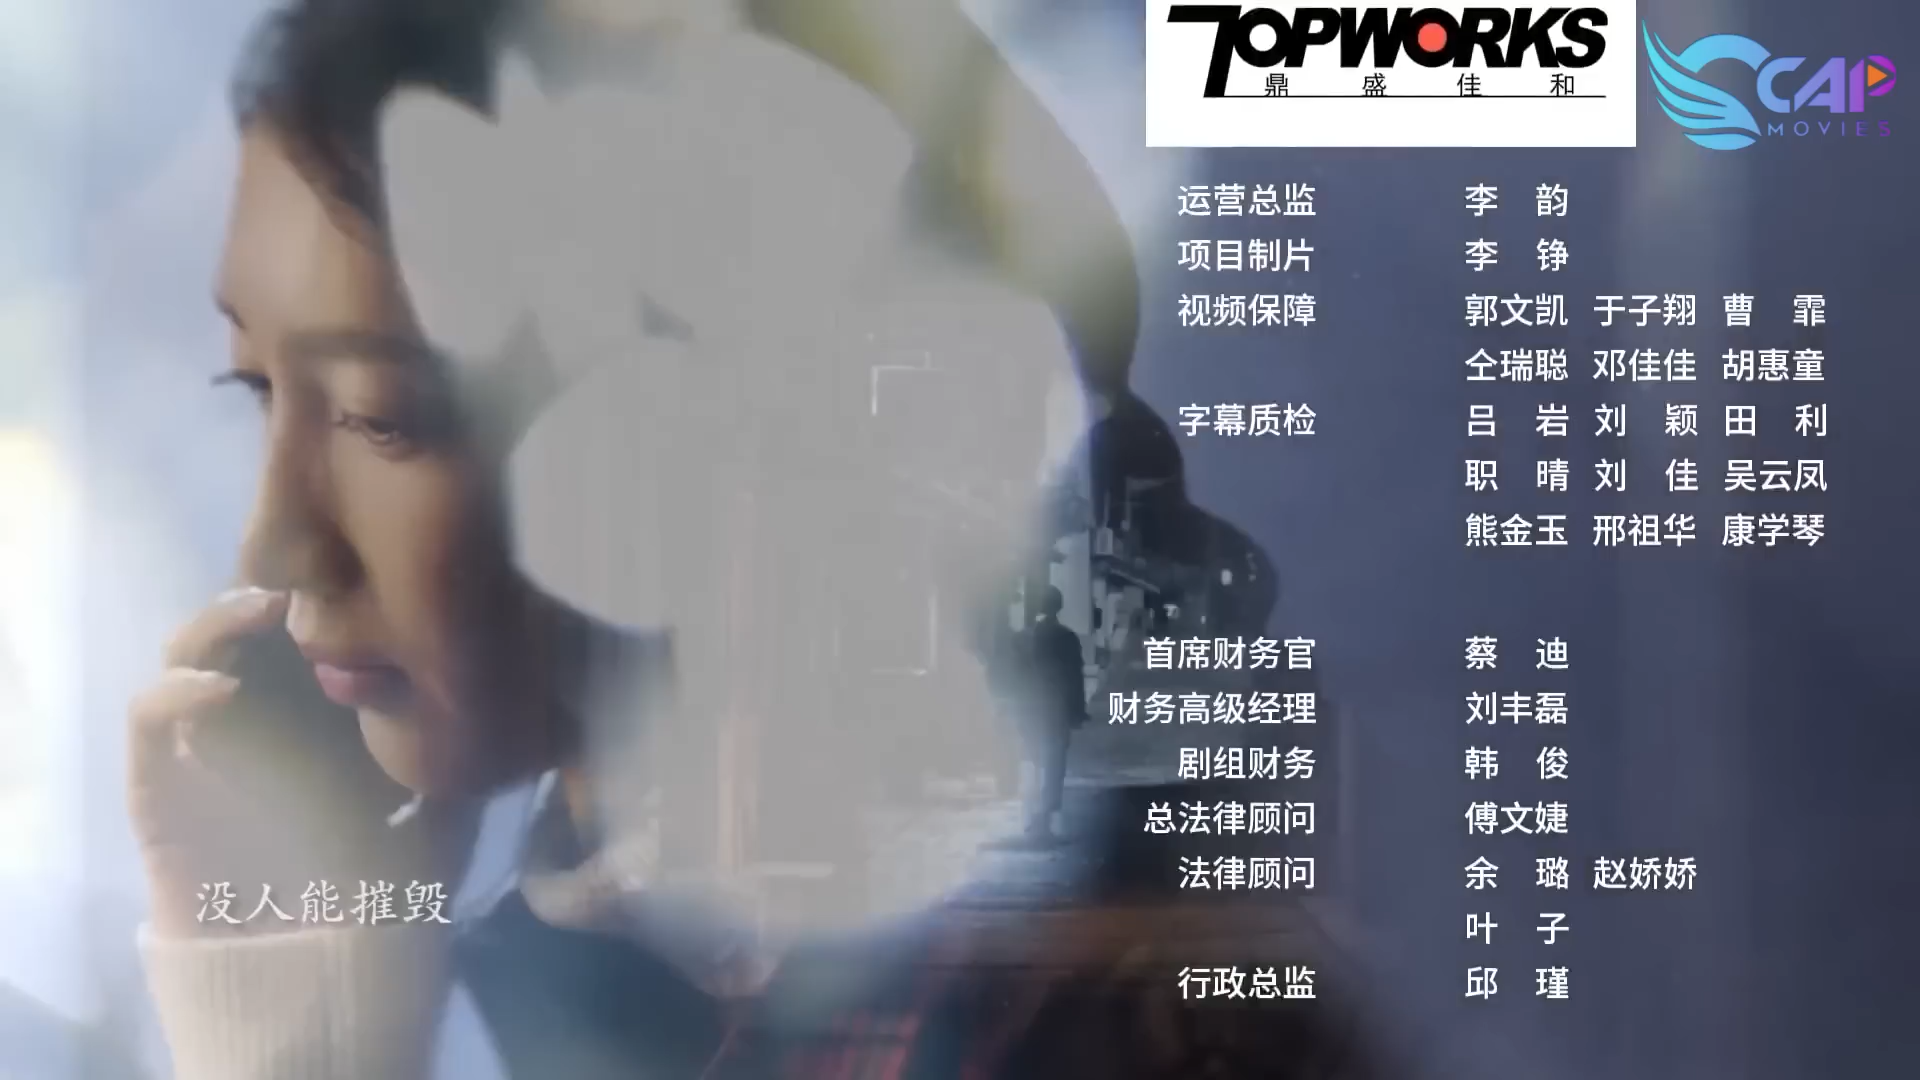 TOPWORKS
鼎盛佳和
CAP
MOVIES
运营总监 李韵
项目制片 李铮
视频保障 郭文凯 于子翔 曹霏
仝瑞聪 邓佳佳 胡惠童
字幕质检 吕岩 刘颖 田利
职晴 刘佳 吴云凤
熊金玉 邢祖华 康学琴
首席财务官 蔡迪
财务高级经理 刘丰磊
剧组财务 韩俊
总法律顾问 傅文婕
法律顾问 余璐 赵娇娇
叶子
行政总监 邱瑾
没人能摧毁